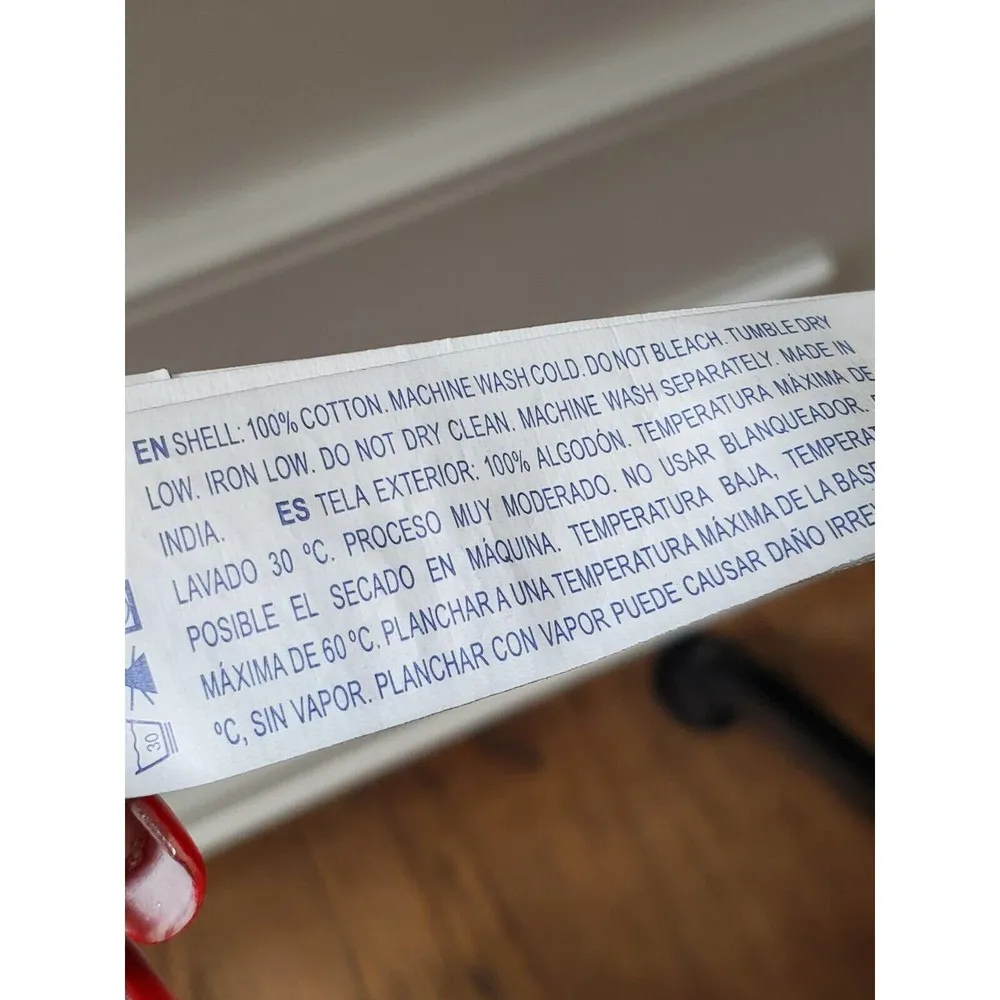 EN SHELL: 100% COTTON. MACHINE WASH COLD. DO NOT BLEACH. TUMBLE DRY
LOW. IRON LOW. DO NOT DRY CLEAN. MACHINE WASH SEPARATELY. MADE IN
INDIA. ES TELA EXTERIOR: 100% ALGODÓN. TEMPERATURA MÁXIMA DE
LAVADO 30 ºC. PROCESO MUY MODERADO. NO USAR BLANQUEADOR.
POSIBLE EL SECADO EN MÁQUINA. TEMPERATURA BAJA,
MÁXIMA DE 60 ºC. PLANCHAR A UNA TEMPERATURA MÁXIMA DE LA BASE
ºC, SIN VAPOR. PLANCHAR CON VAPOR PUEDE CAUSAR DAÑO
30